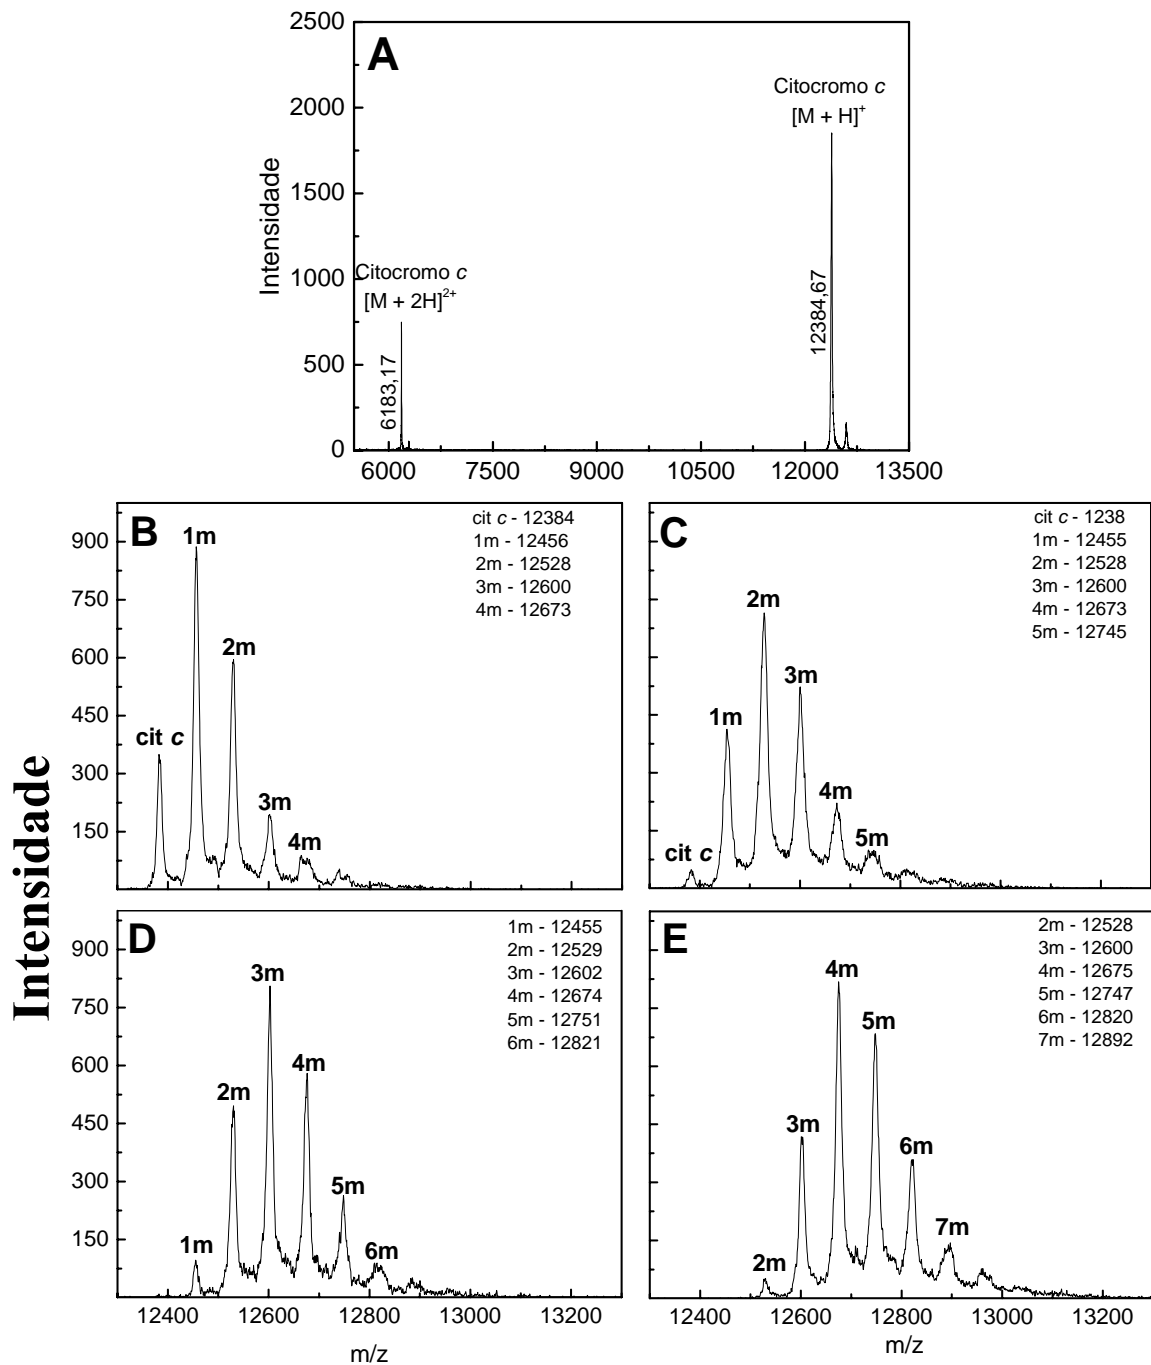 A
2500
2000
1500
1000
500
0
Intensidade
Citocromo c
[M + H]+
12384,67
Citocromo c
[M + 2H]2+
6183,17
6000 7500 9000 10500 12000 13500
Intensidade
B
900
750
600
450
300
150
cit c
1m
2m
3m
4m
cit c - 12384
1m - 12456
2m - 12528
3m - 12600
4m - 12673
C
cit c
1m
2m
3m
4m
5m
cit c - 1238
1m - 12455
2m - 12528
3m - 12600
4m - 12673
5m - 12745
D
900
750
600
450
300
150
1m
2m
3m
4m
5m
6m
1m - 12455
2m - 12529
3m - 12602
4m - 12674
5m - 12751
6m - 12821
12400 12600 12800 13000 13200
m/z
E
2m
3m
4m
5m
6m
7m
2m - 12528
3m - 12600
4m - 12675
5m - 12747
6m - 12820
7m - 12892
12400 12600 12800 13000 13200
m/z